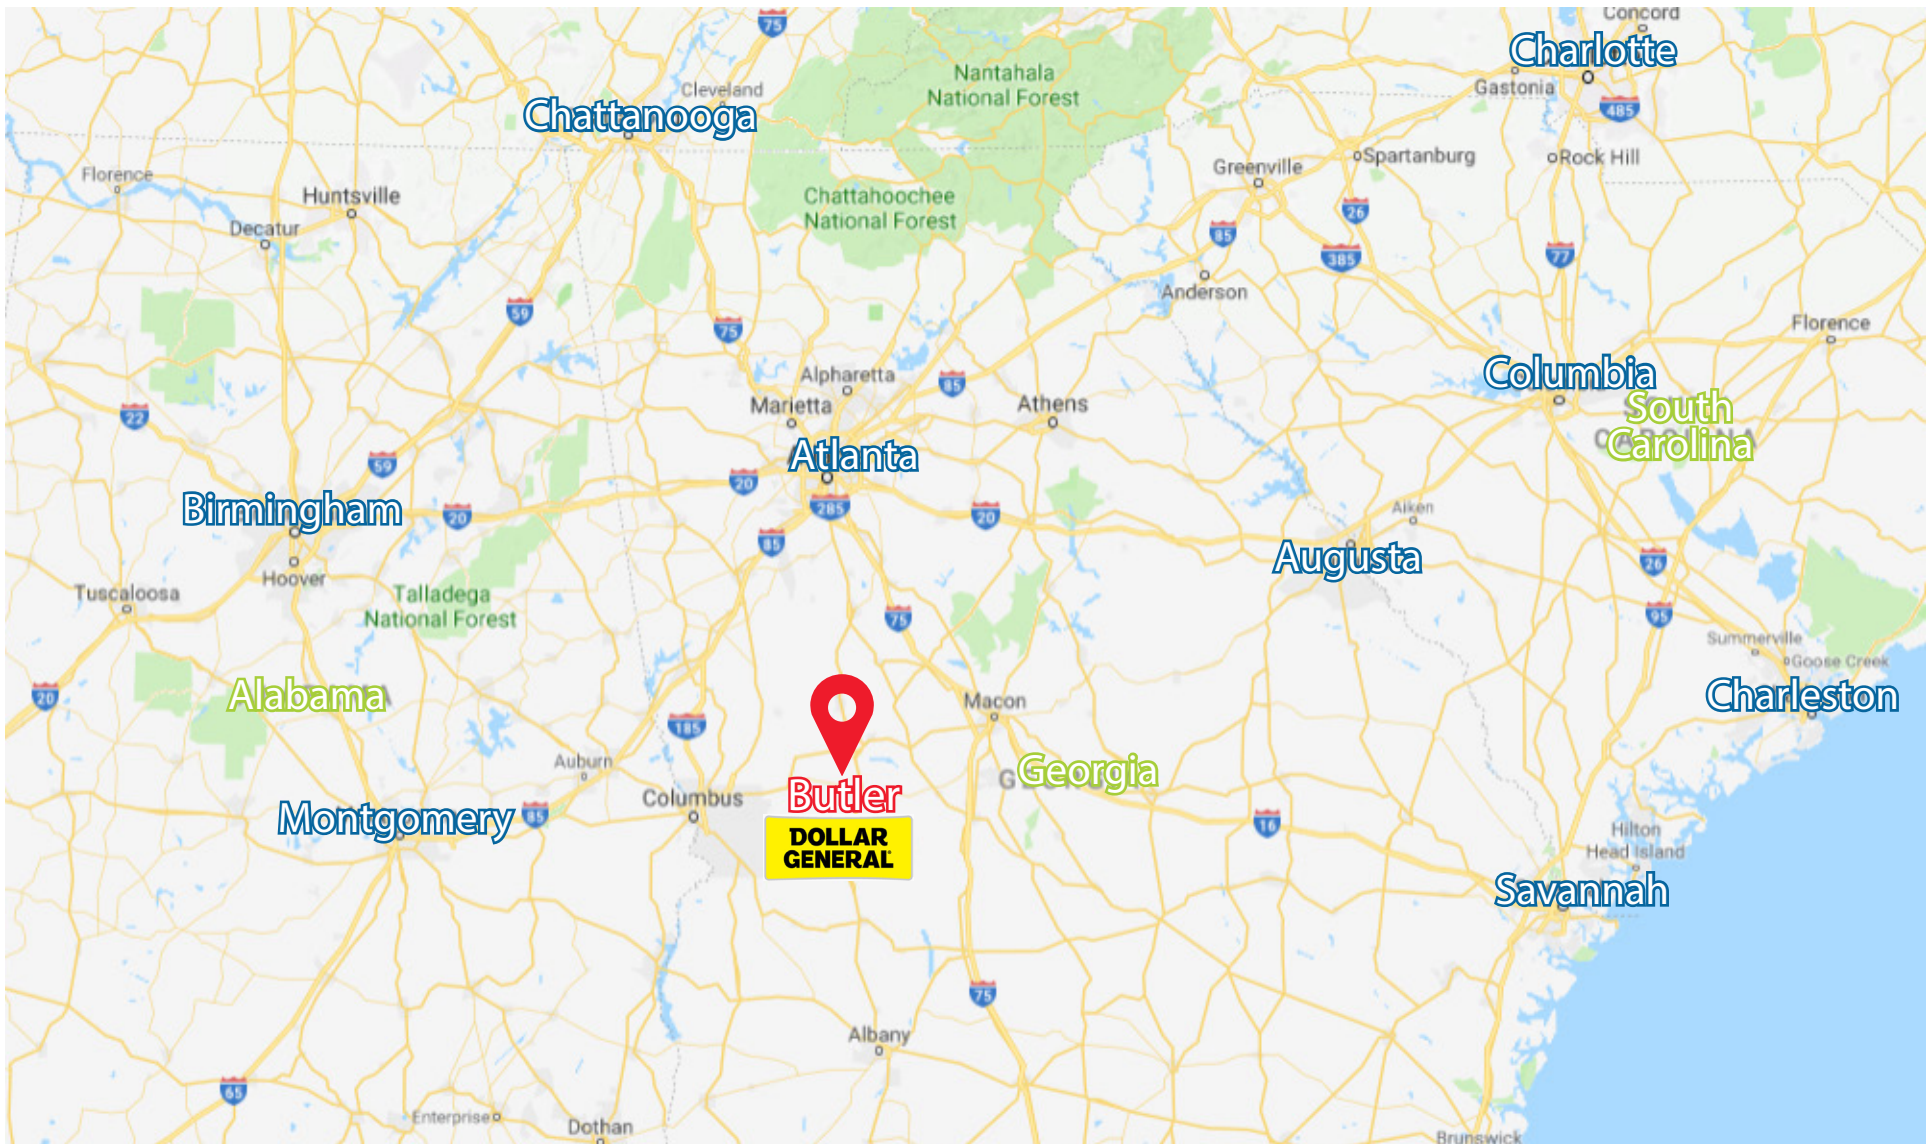 Concord
Charlotte
75
Nantahala
National Forest
Cleveland
Gastonia
485
Chattanooga
Spartanburg
Rock Hill
Greenville
Florence
Huntsville
Chattahoochee
National Forest
26
Decatur
85
385
77
Anderson
59
75
Florence
Alpharetta
85
Columbia
Marietta
Athens
22
South
Carolina
Atlanta
59
20
285
Birmingham
20
20
Aiken
85
Augusta
26
Hoover
Tuscaloosa
Talladega
National Forest
75
95
Summerville
Goose Creek
20
Alabama
Macon
Charleston
185
Auburn
Georgia
Columbus
Butler
Montgomery
85
16
DOLLAR
GENERAL
Hilton
Head Island
Savannah
75
Albany
65
Enterprise
Dothan
Brunswick